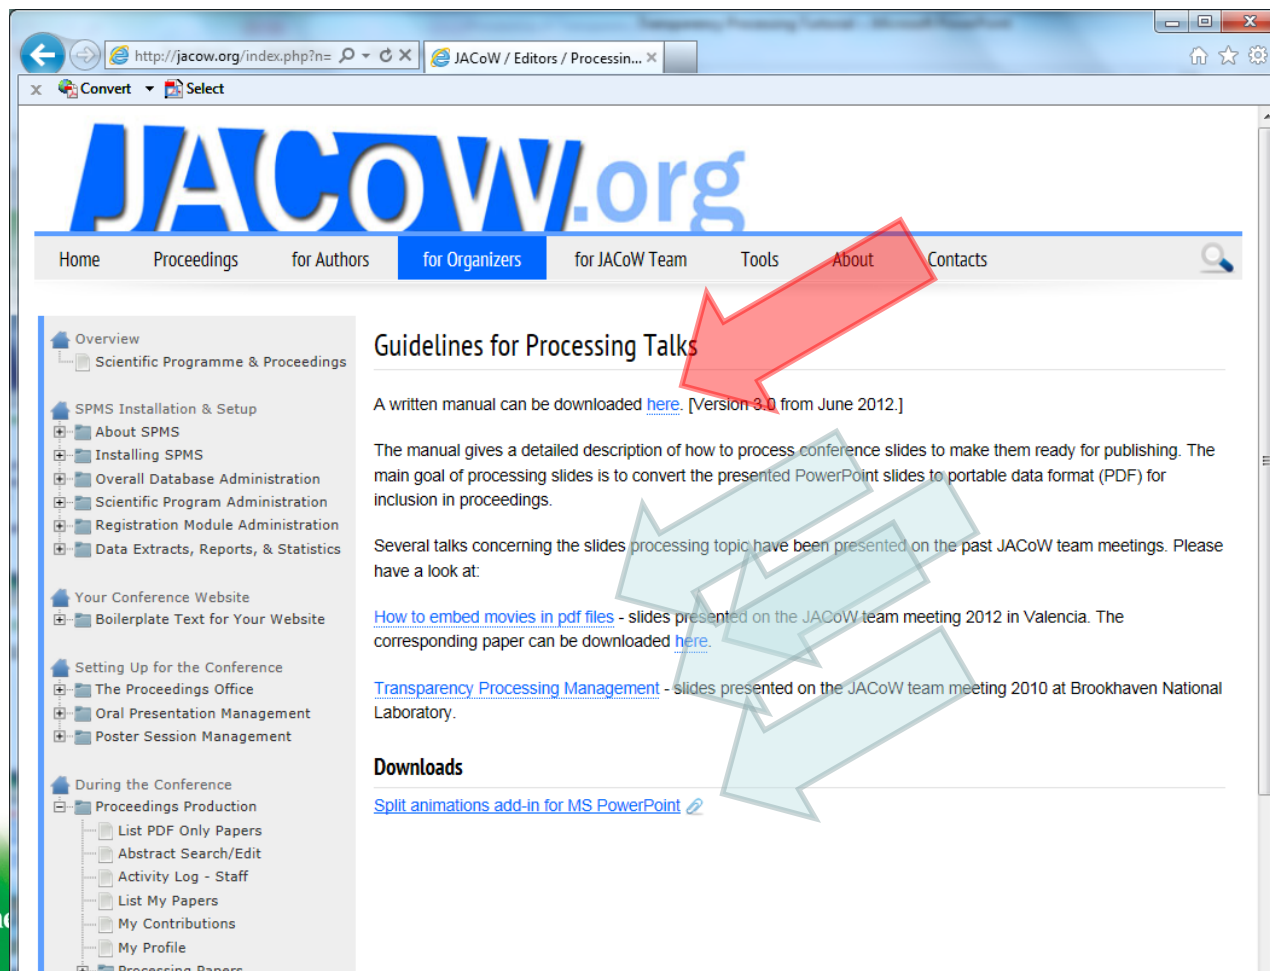 http://jacow.org/index.php?n=
JACoW / Editors / Processin...
x Convert Select
JACoW.org
Home Proceedings for Authors for Organizers for JACoW Team Tools About Contacts
Overview
Scientific Programme & Proceedings
SPMS Installation & Setup
About SPMS
Installing SPMS
Overall Database Administration
Scientific Program Administration
Registration Module Administration
Data Extracts, Reports, & Statistics
Your Conference Website
Boilerplate Text for Your Website
Setting Up for the Conference
The Proceedings Office
Oral Presentation Management
Poster Session Management
During the Conference
Proceedings Production
List PDF Only Papers
Abstract Search/Edit
Activity Log - Staff
List My Papers
My Contributions
My Profile
Processing Papers
Guidelines for Processing Talks
A written manual can be downloaded here. [Version 3.0 from June 2012.]
The manual gives a detailed description of how to process conference slides to make them ready for publishing. The
main goal of processing slides is to convert the presented PowerPoint slides to portable data format (PDF) for
inclusion in proceedings.
Several talks concerning the slides processing topic have been presented on the past JACoW team meetings. Please
have a look at:
How to embed movies in pdf files - slides presented on the JACoW team meeting 2012 in Valencia. The
corresponding paper can be downloaded here.
Transparency Processing Management - slides presented on the JACoW team meeting 2010 at Brookhaven National
Laboratory.
Downloads
Split animations add-in for MS PowerPoint